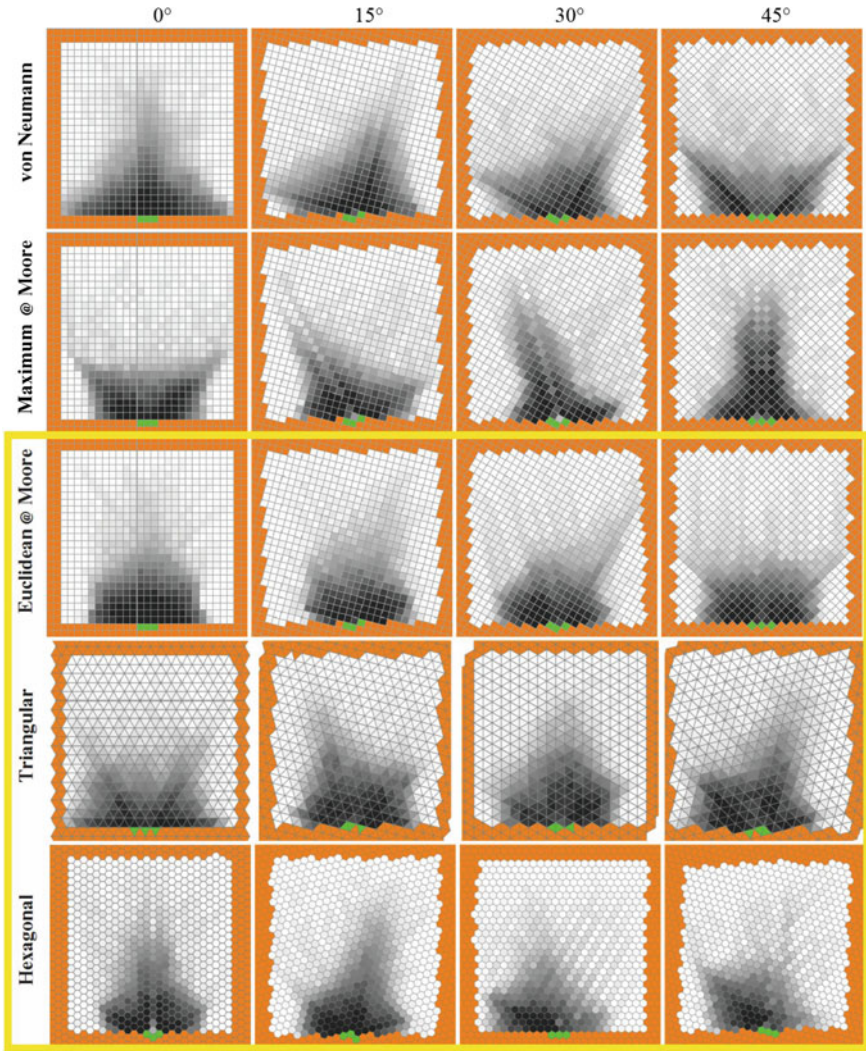 0° 15° 30° 45°
von Neumann
Maximum @ Moore
Euclidean @ Moore
Triangular
Hexagonal